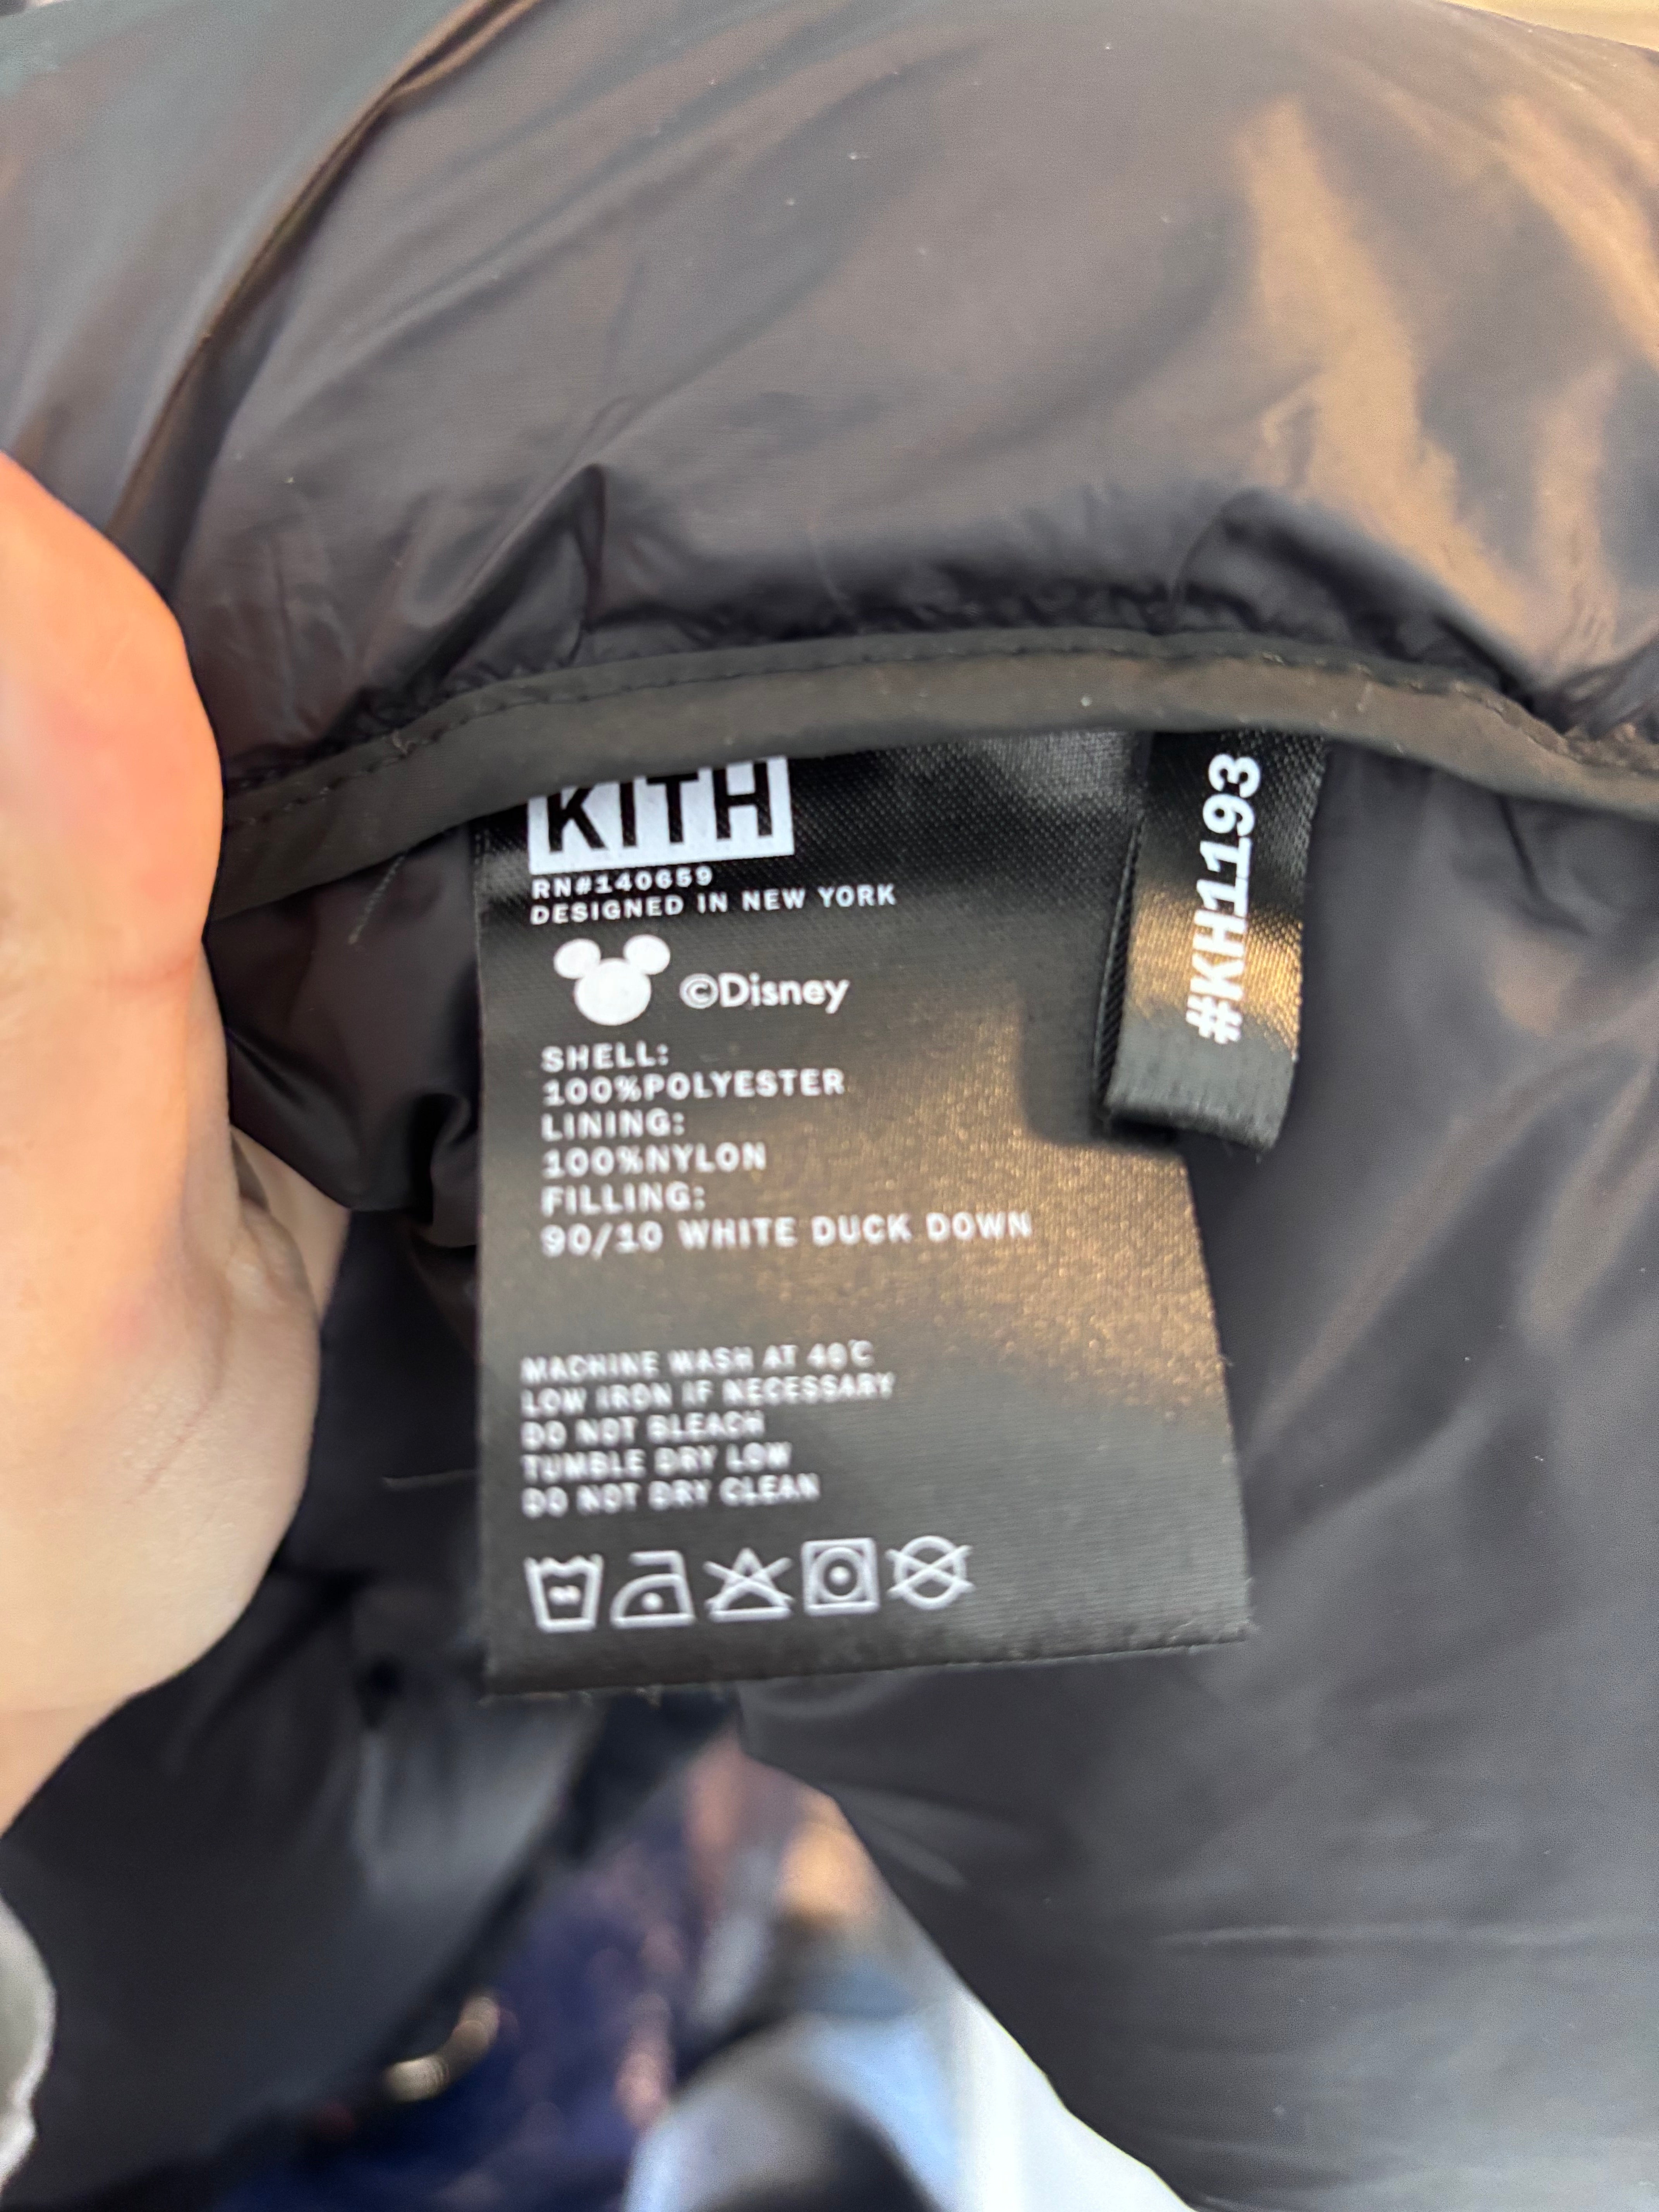 KITH
RN#140659
DESIGNED IN NEW YORK
©Disney
SHELL:
100%POLYESTER
LINING:
100%NYLON
FILLING:
90/10 WHITE DUCK DOWN
MACHINE WASH AT 40℃
LOW IRON IF NECESSARY
DO NOT BLEACH
TUMBLE DRY LOW
DO NOT DRY CLEAN
#KH1193